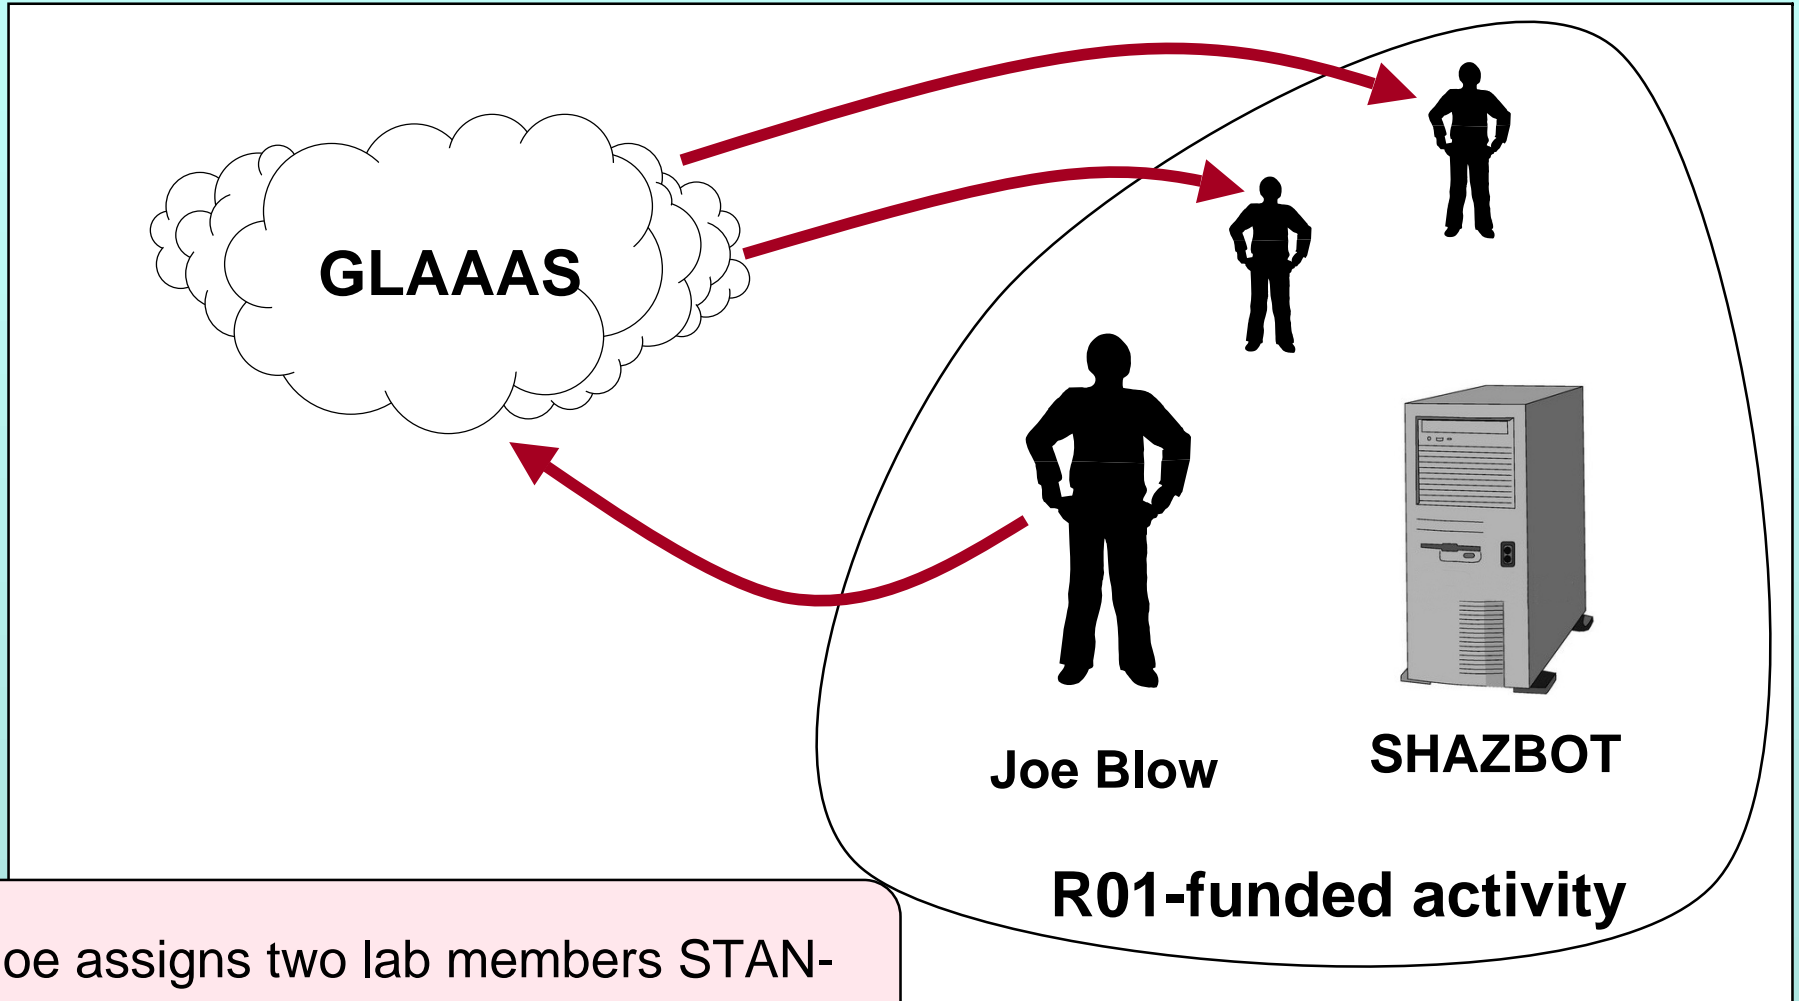 GLAAAS
Joe Blow
SHAZBOT
R01-funded activity
oe assigns two lab members STAN-